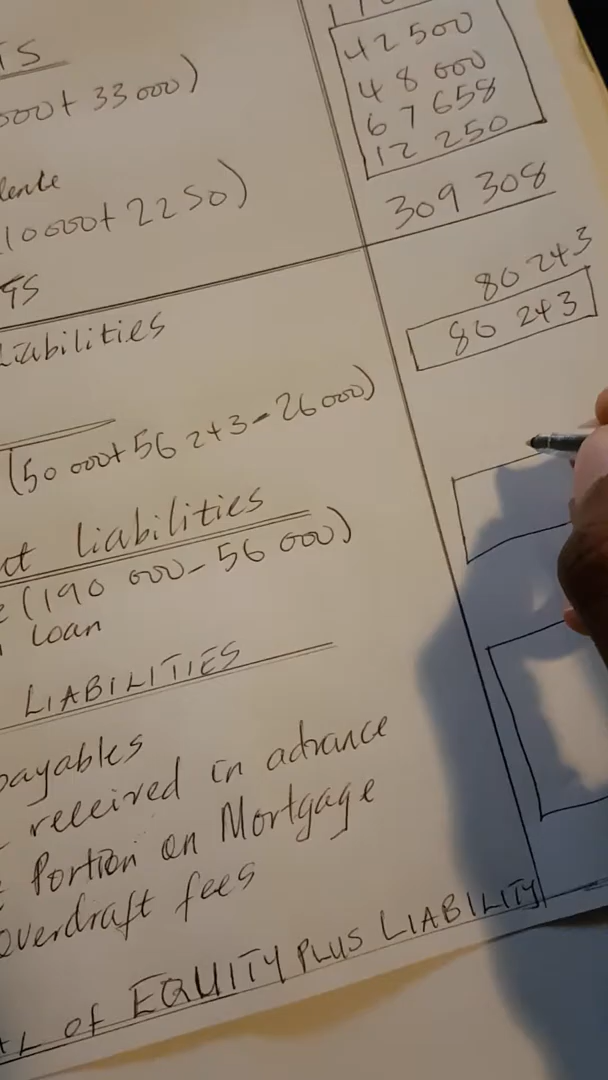 TS
42 500
000 + 33 000)
48 000
67 658
12 250
10 000 + 2250)
309 308
TS
80 243
Liabilities
80 243
(50 000 + 56 243 - 26 000)
liabilities
(190 000 - 56 000)
Loan
LIABILITIES
payables
received in advance
Portion on Mortgage
Overdraft fees
OF EQUITY PLUS LIABILITY